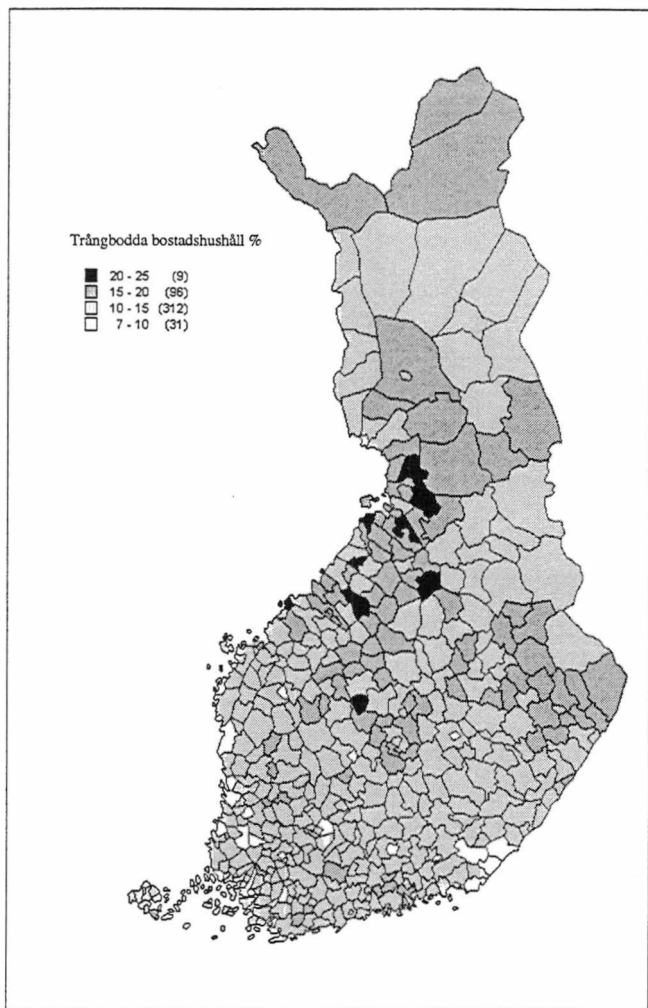 Trångbodda bostadshushåll %
20 - 25 (9)
15 - 20 (96)
10 - 15 (312)
7 - 10 (31)